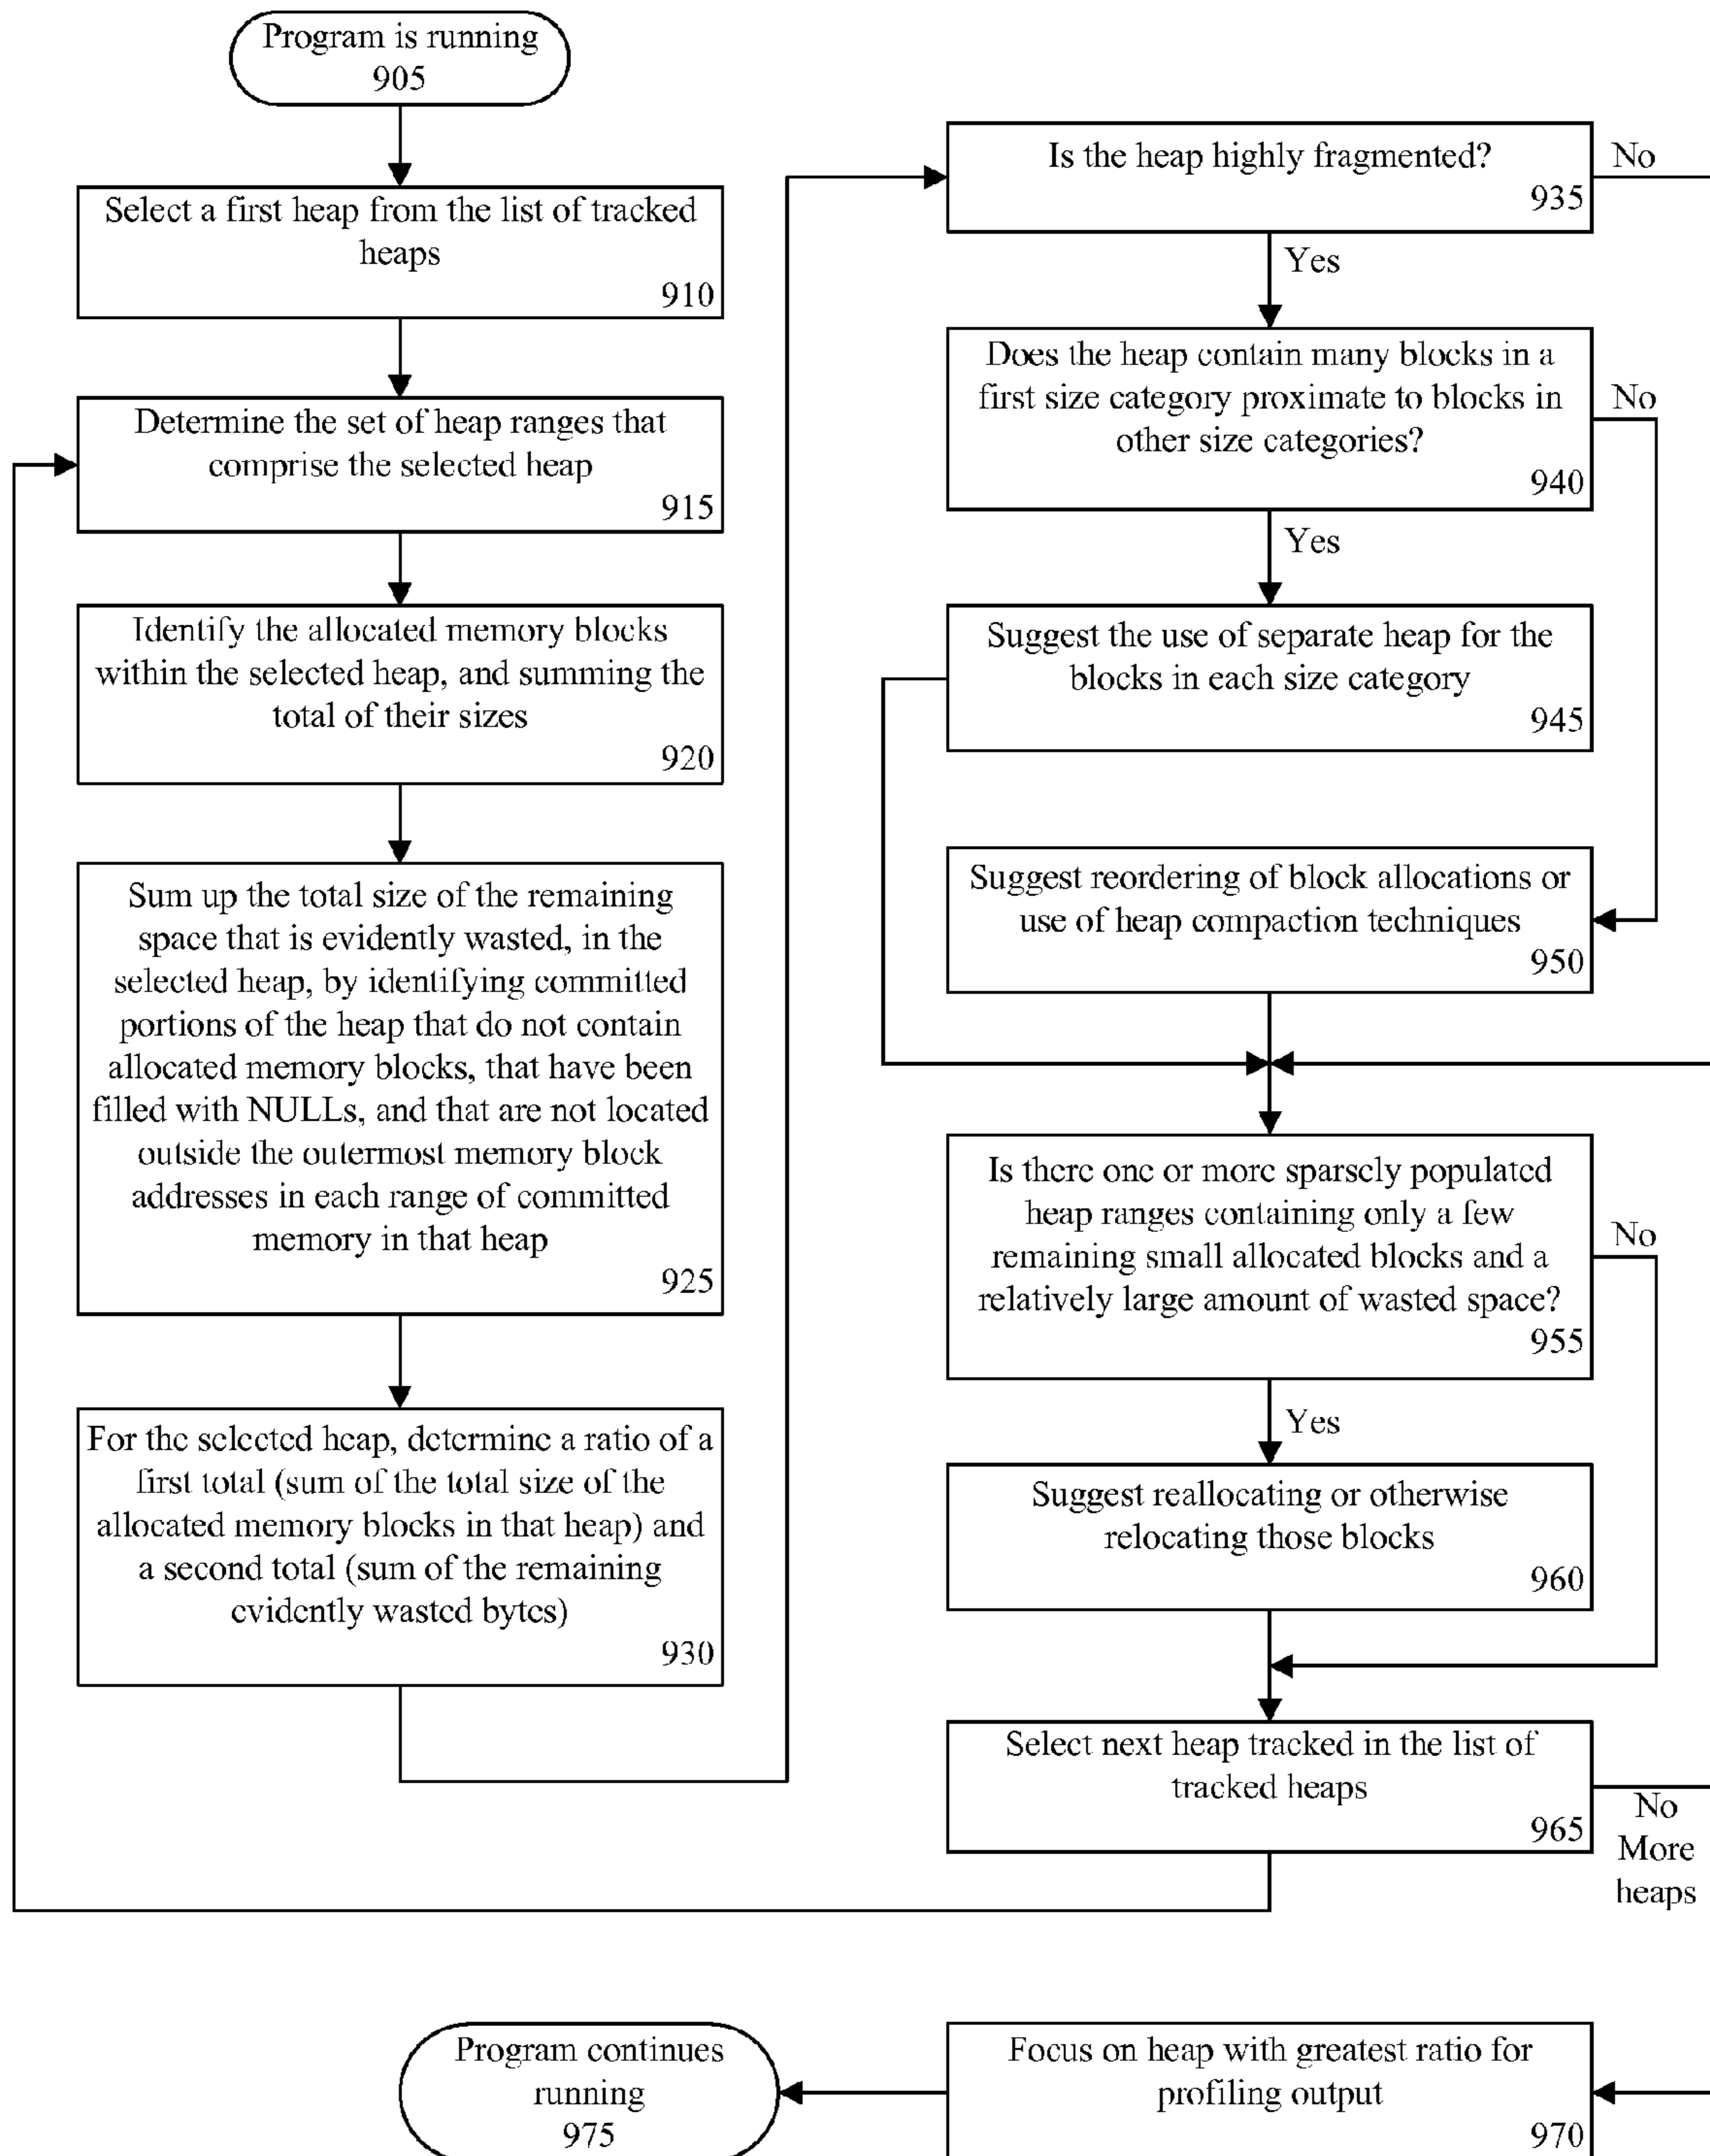 Program is running
905
Select a first heap from the list of tracked
heaps
910
Determine the set of heap ranges that
comprise the selected heap
915
Identify the allocated memory blocks
within the selected heap, and summing the
total of their sizes
920
Sum up the total size of the remaining
space that is evidently wasted, in the
selected heap, by identifying committed
portions of the heap that do not contain
allocated memory blocks, that have been
filled with NULLs, and that are not located
outside the outermost memory block
addresses in each range of committed
memory in that heap
925
For the selected heap, determine a ratio of a
first total (sum of the total size of the
allocated memory blocks in that heap) and
a second total (sum of the remaining
evidently wasted bytes)
930
Is the heap highly fragmented?
935
No
Yes
Does the heap contain many blocks in a
first size category proximate to blocks in
other size categories?
940
No
Yes
Suggest the use of separate heap for the
blocks in each size category
945
Suggest reordering of block allocations or
use of heap compaction techniques
950
Is there one or more sparsely populated
heap ranges containing only a few
remaining small allocated blocks and a
relatively large amount of wasted space?
955
No
Yes
Suggest reallocating or otherwise
relocating those blocks
960
Select next heap tracked in the list of
tracked heaps
965
No
More
heaps
Focus on heap with greatest ratio for
profiling output
970
Program continues
running
975